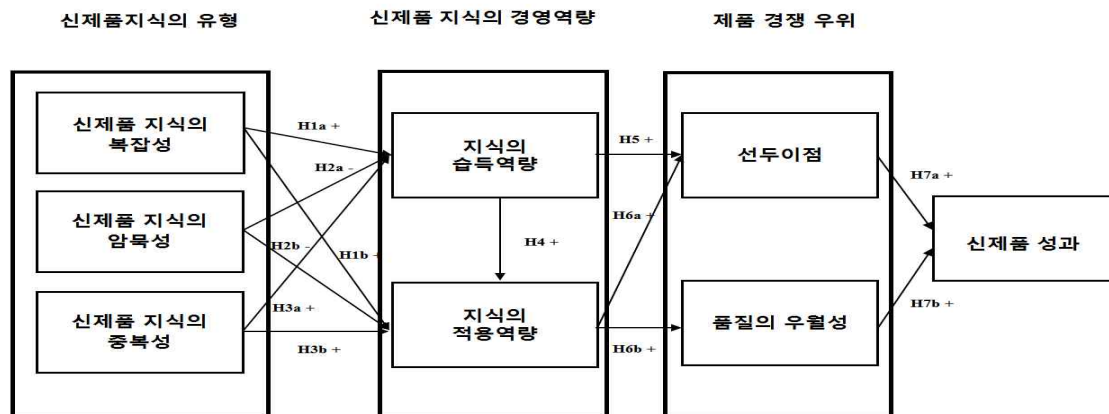 신제품지식의 유형
신제품 지식의 경영역량
제품 경쟁 우위
신제품 지식의
복잡성
신제품 지식의
암묵성
신제품 지식의
중복성
H1a +
H2a -
H2b -
H1b +
H3a +
H3b +
지식의
습득역량
H4 +
지식의
적용역량
H5 +
H6a +
H6b +
선두이점
품질의 우월성
H7a +
H7b +
신제품 성과